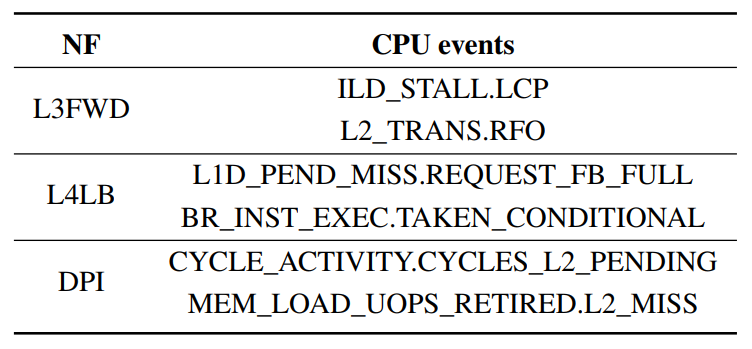 NF CPU events
L3FWD
ILD_STALL.LCP
L2_TRANS.RFO
L4LB
L1D_PEND_MISS.REQUEST_FB_FULL
BR_INST_EXEC.TAKEN_CONDITIONAL
DPI
CYCLE_ACTIVITY.CYCLES_L2_PENDING
MEM_LOAD_UOPS_RETIRED.L2_MISS